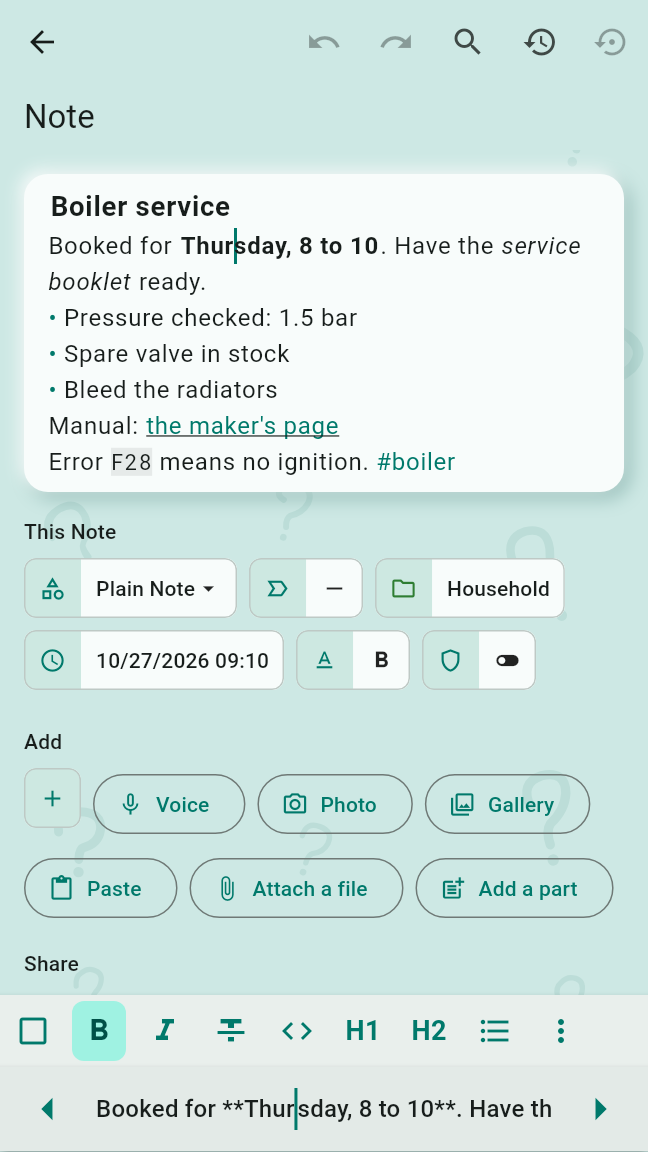 Note
Boiler service
Booked for Thursday, 8 to 10. Have the service
booklet ready.
• Pressure checked: 1.5 bar
• Spare valve in stock
• Bleed the radiators
Manual: the maker's page
Error F28 means no ignition. #boiler
This Note
Plain Note
—
Household
10/27/2026 09:10
A B
Add
+ Voice Photo Gallery
Paste Attach a file Add a part
Share
B I T <> H1 H2
Booked for **Thursday, 8 to 10**. Have th